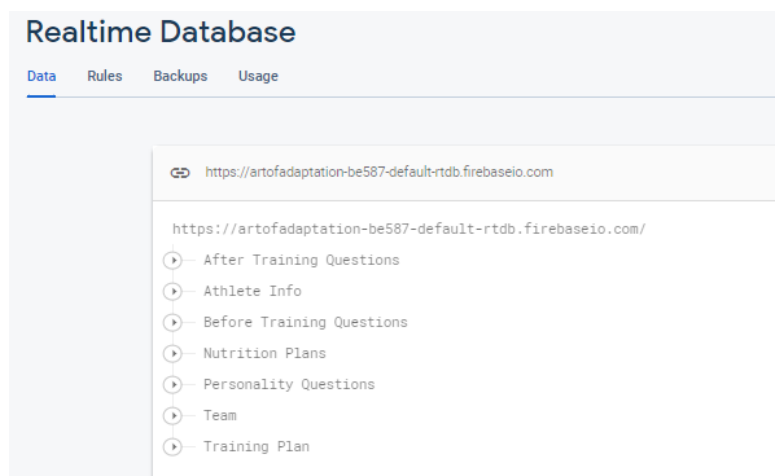 Realtime Database
Data Rules Backups Usage
https://artofadaptation-be587-default-rtdb.firebaseio.com
https://artofadaptation-be587-default-rtdb.firebaseio.com/
After Training Questions
Athlete Info
Before Training Questions
Nutrition Plans
Personality Questions
Team
Training Plan